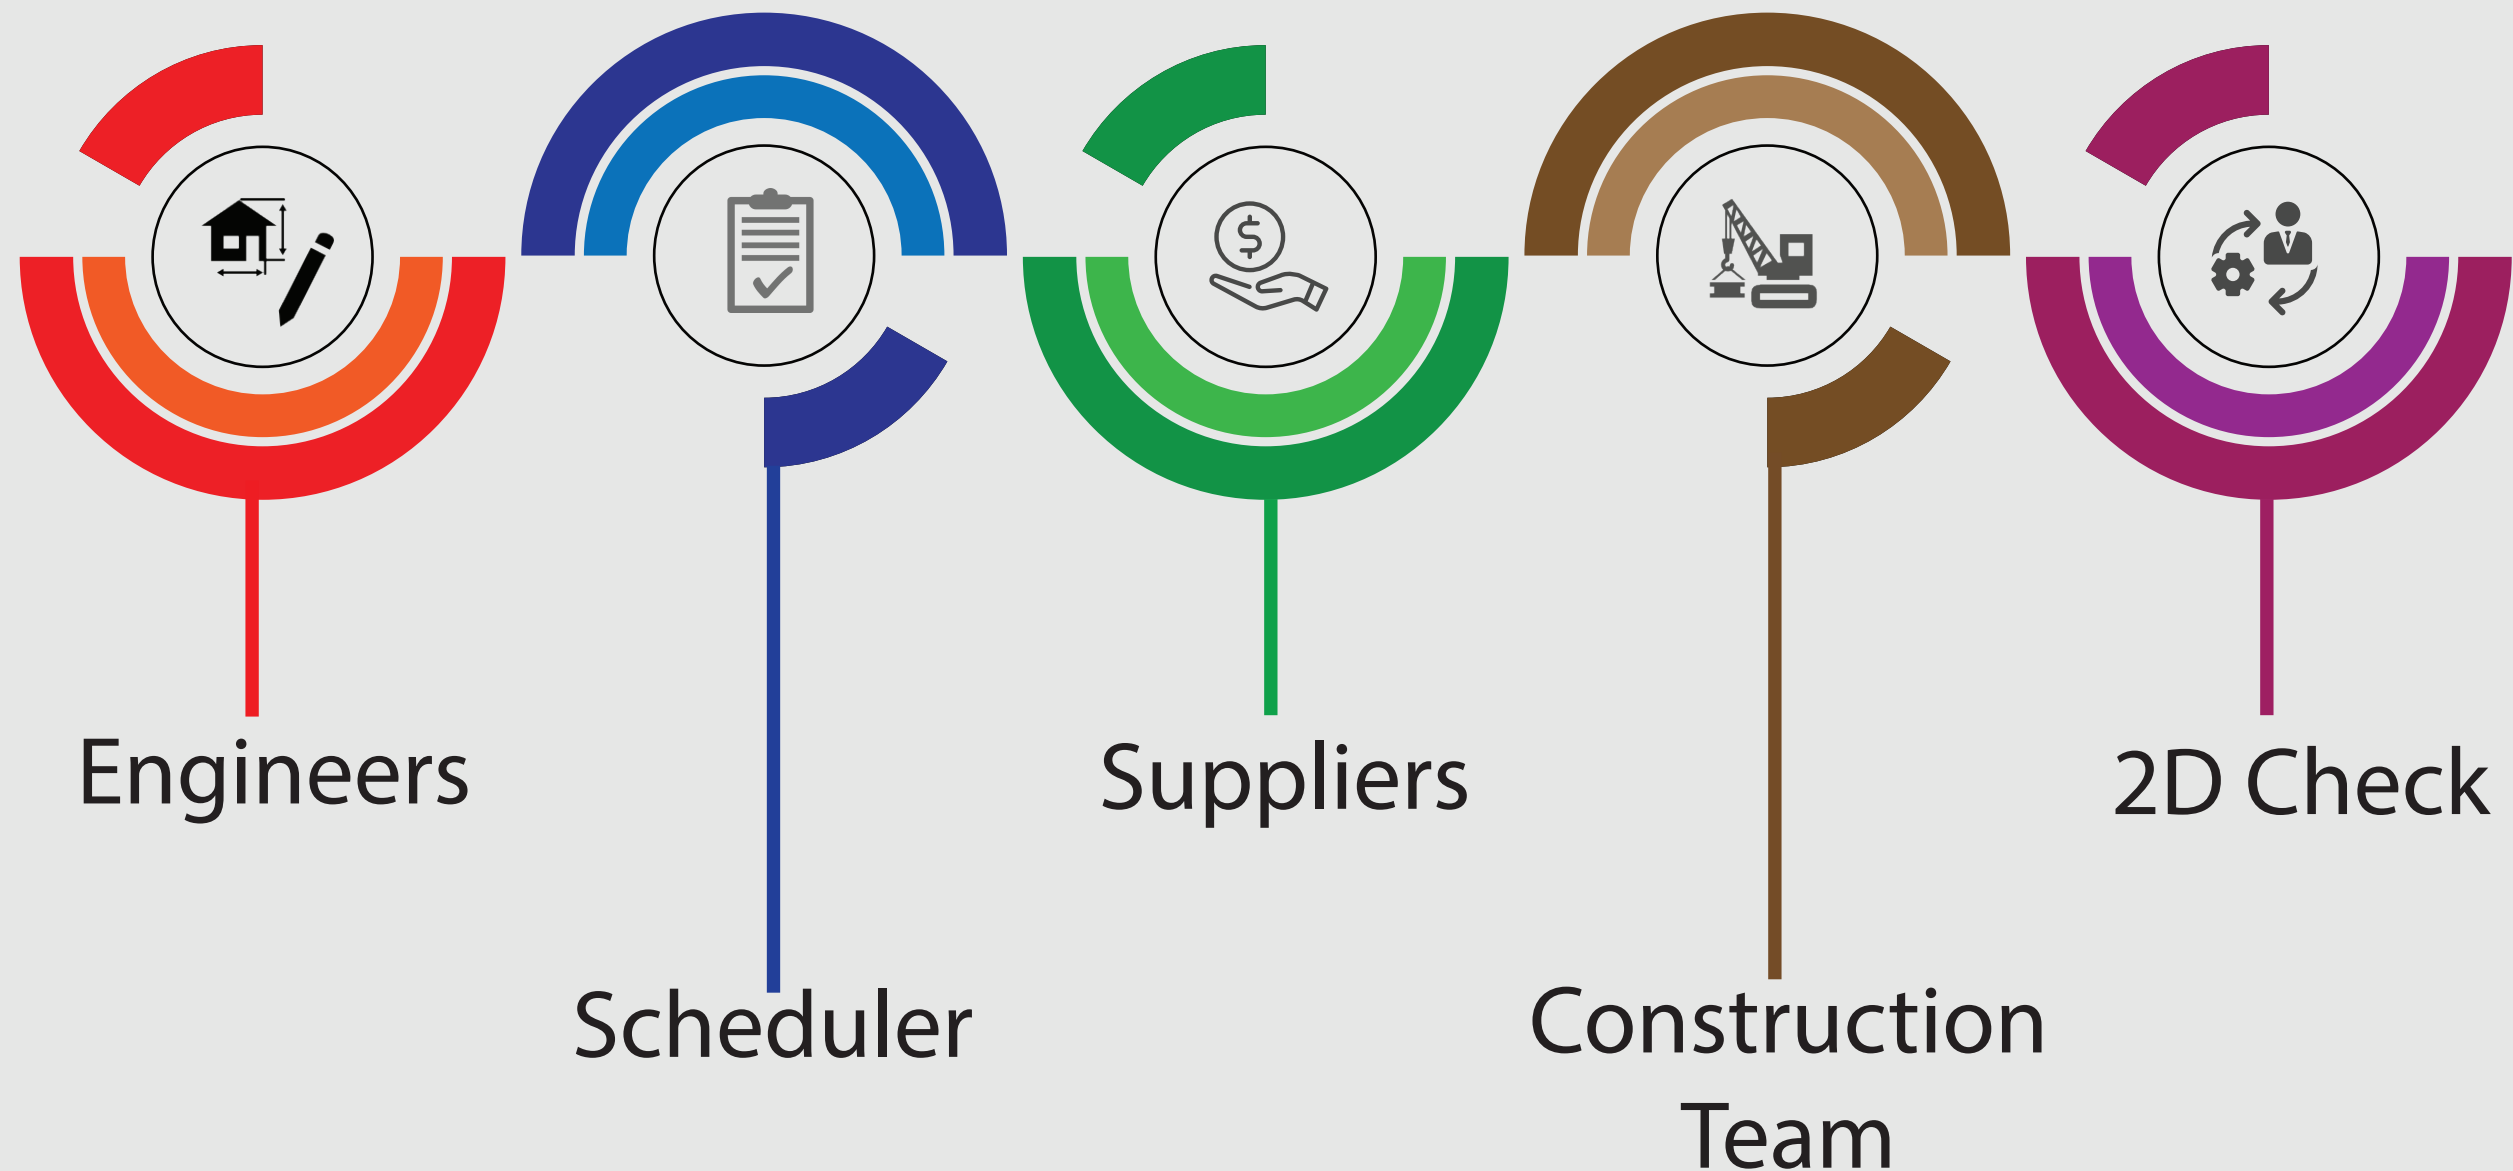 Engineers
Scheduler
Suppliers
Construction
Team
2D Check